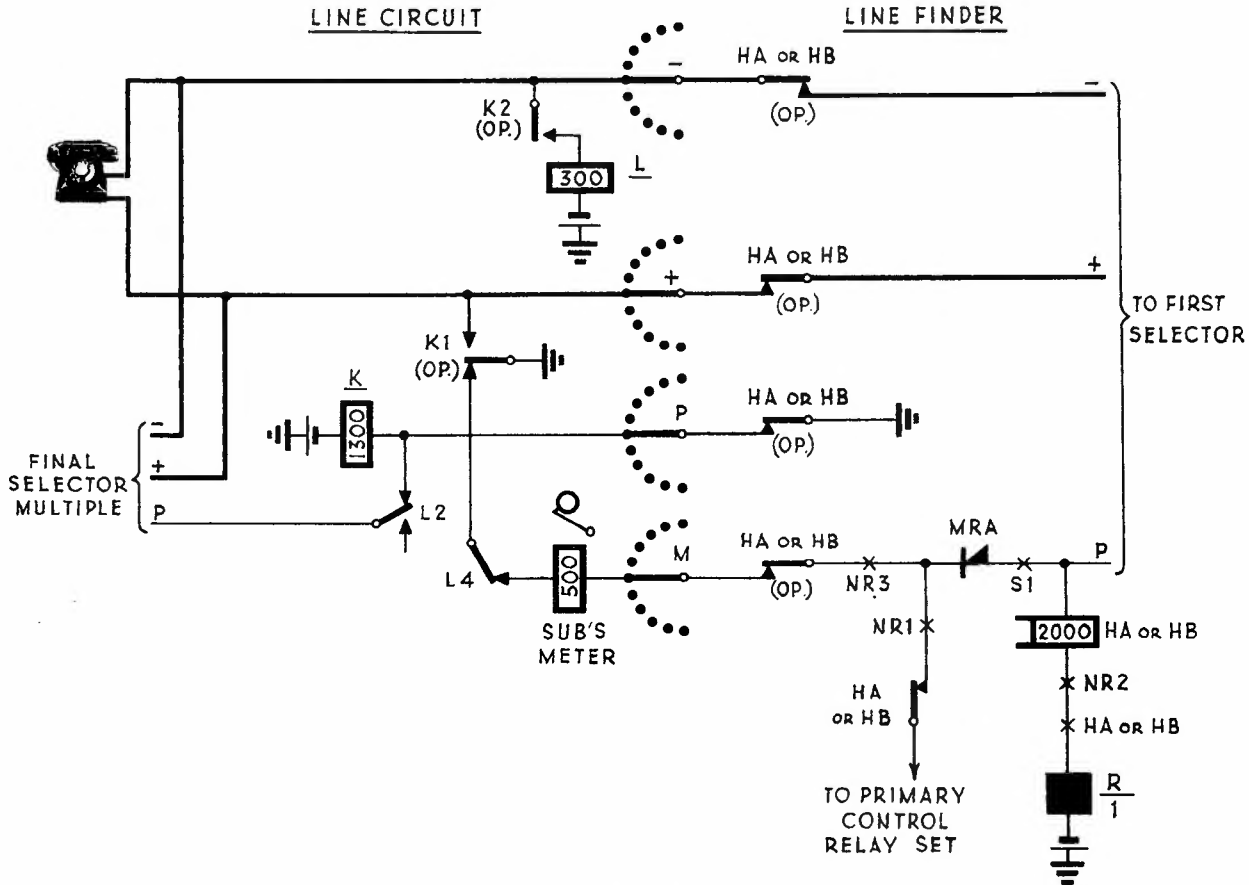 LINE CIRCUIT
LINE FINDER
-
HA OR HB
-
K2
(OP.)
(OP.)
L
300
+
HA OR HB
+
(OP.)
TO FIRST
SELECTOR
K1
(OP.)
K
1300
P
HA OR HB
(OP.)
-
+
P
FINAL
SELECTOR
MULTIPLE
L2
L4
500
SUB'S
METER
M
HA OR HB
(OP.)
NR3
MRA
S1
P
NR1
2000
HA OR HB
NR2
HA
OR HB
HA OR HB
R
1
TO PRIMARY
CONTROL
RELAY SET